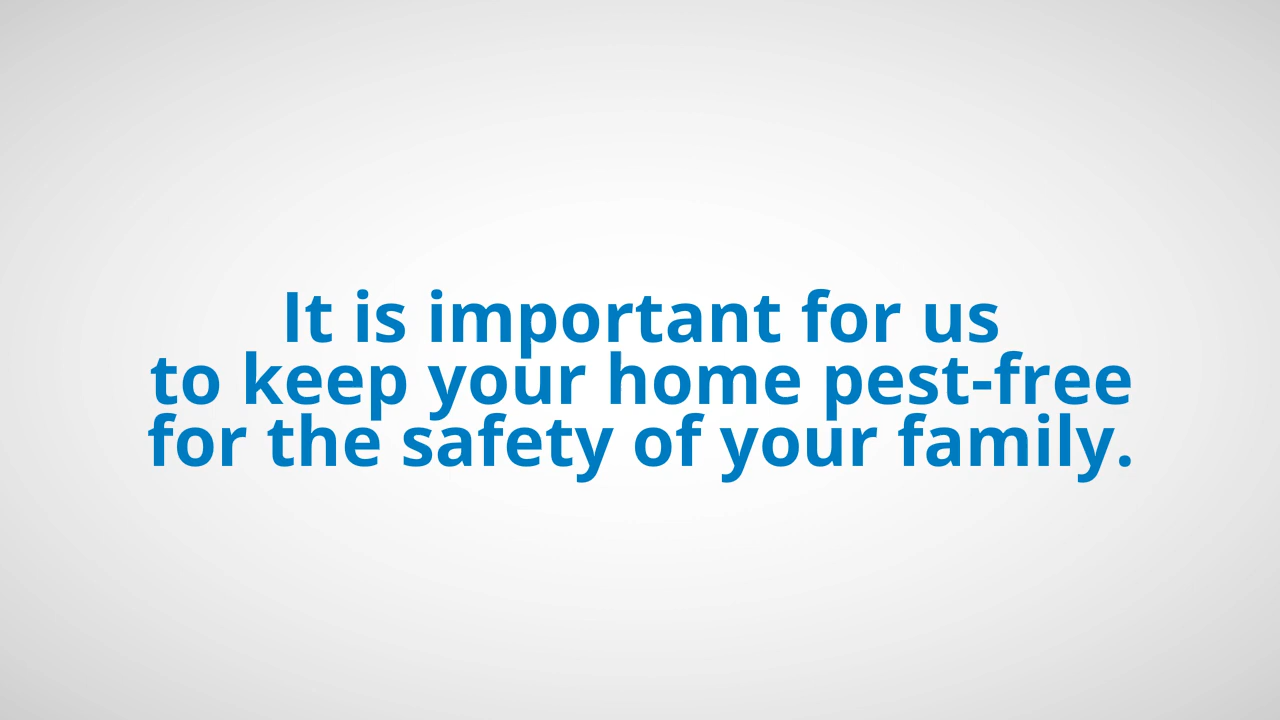 It is important for us
to keep your home pest-free
for the safety of your family.